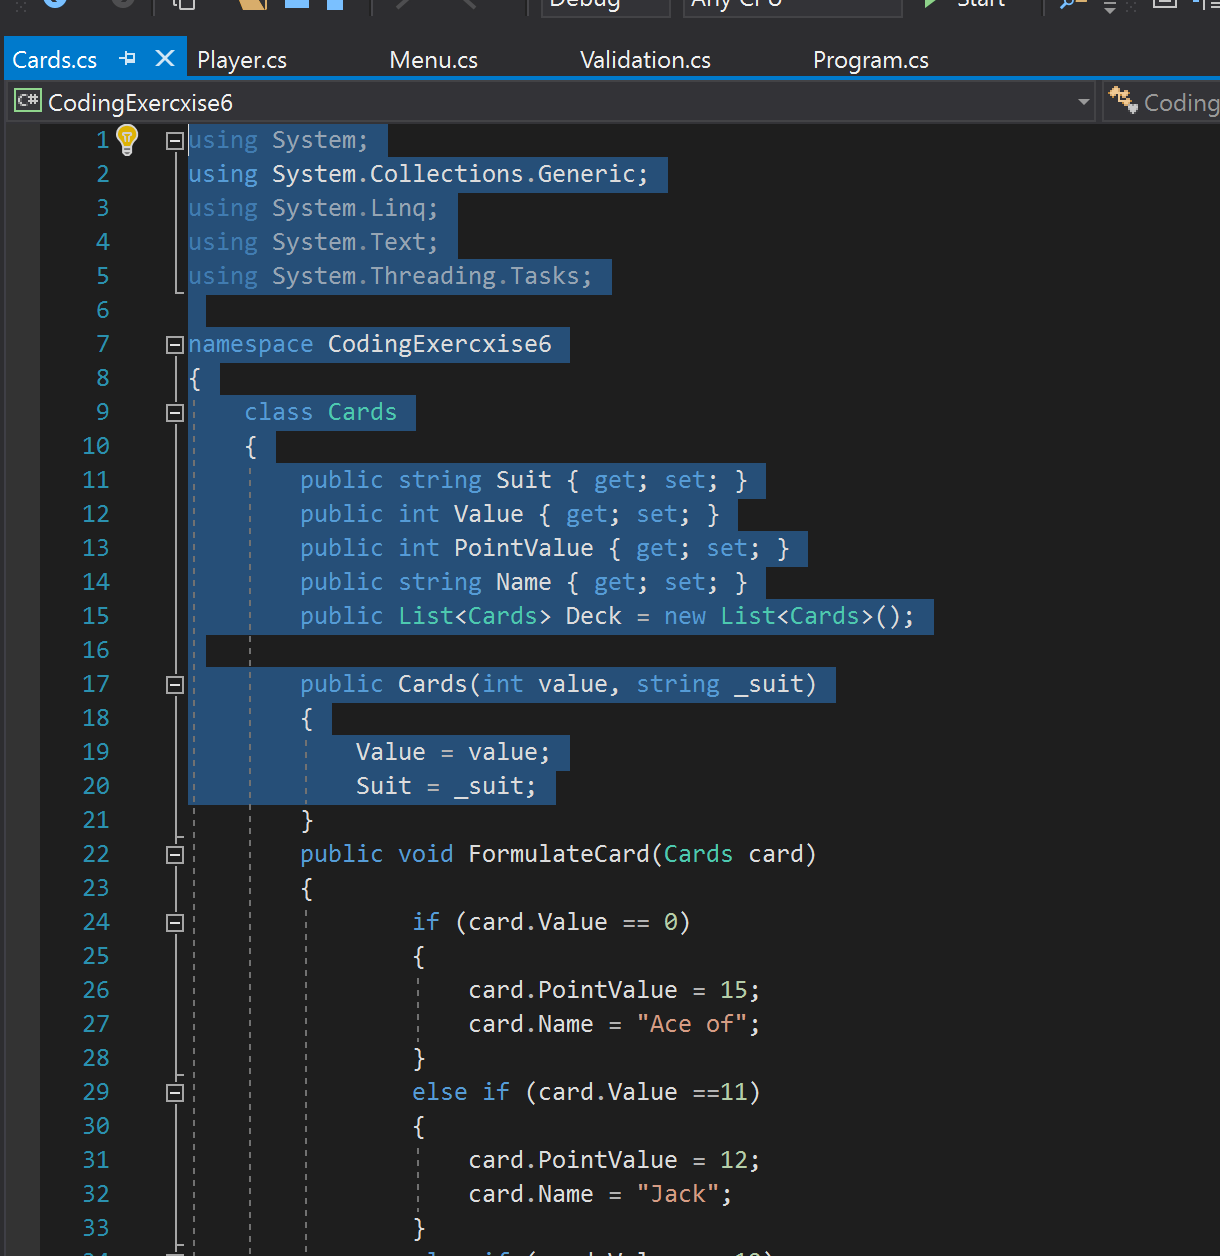 Debug Any CPU Start
Cards.cs Player.cs Menu.cs Validation.cs Program.cs
C# CodingExercxise6 Coding
1 using System;
2 using System.Collections.Generic;
3 using System.Linq;
4 using System.Text;
5 using System.Threading.Tasks;
6
7 namespace CodingExercxise6
8 {
9 class Cards
10 {
11 public string Suit { get; set; }
12 public int Value { get; set; }
13 public int PointValue { get; set; }
14 public string Name { get; set; }
15 public List<Cards> Deck = new List<Cards>();
16
17 public Cards(int value, string _suit)
18 {
19 Value = value;
20 Suit = _suit;
21 }
22 public void FormulateCard(Cards card)
23 {
24 if (card.Value == 0)
25 {
26 card.PointValue = 15;
27 card.Name = "Ace of";
28 }
29 else if (card.Value ==11)
30 {
31 card.PointValue = 12;
32 card.Name = "Jack";
33 }